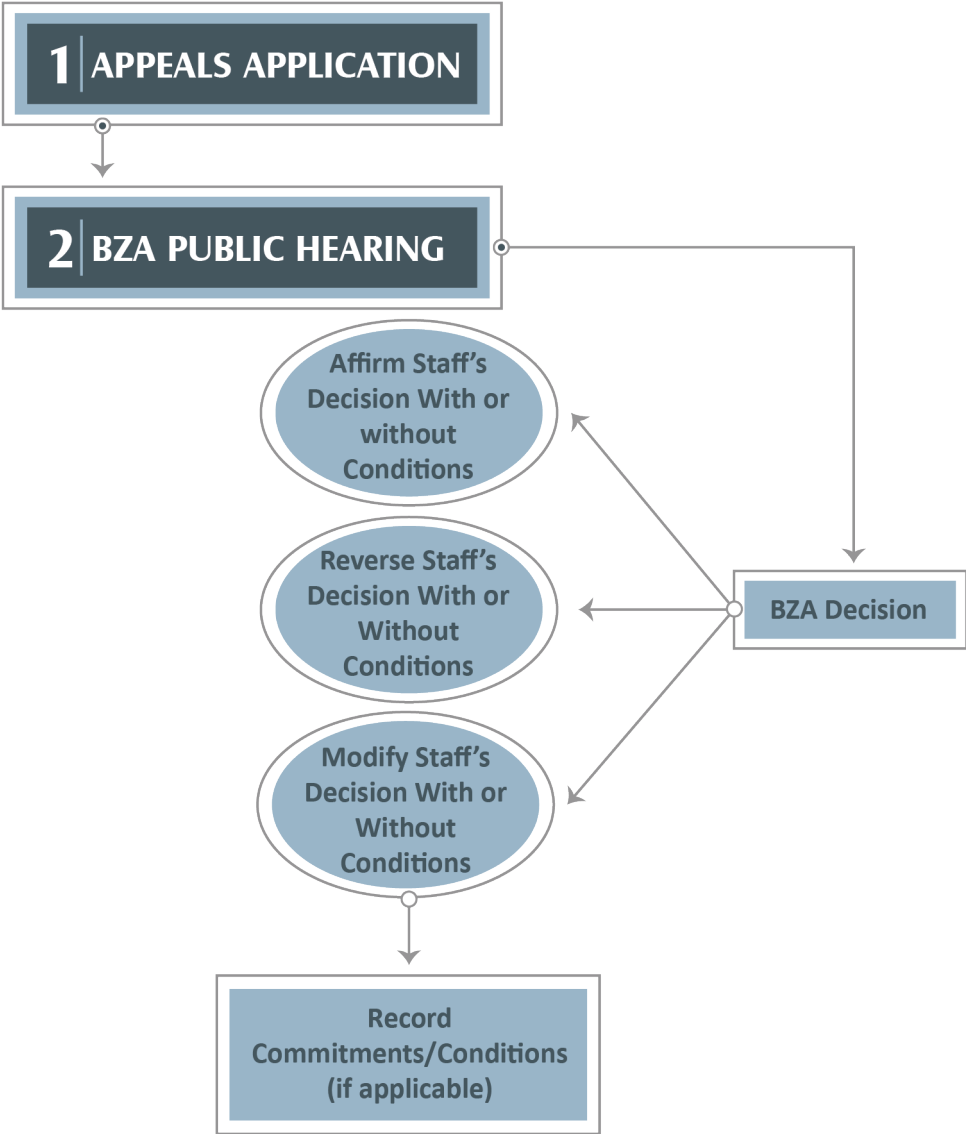 1 APPEALS APPLICATION
2 BZA PUBLIC HEARING
Affirm Staff’s
Decision With or
without
Conditions
Reverse Staff’s
Decision With or
Without
Conditions
BZA Decision
Modify Staff’s
Decision With or
Without
Conditions
Record
Commitments/Conditions
(if applicable)